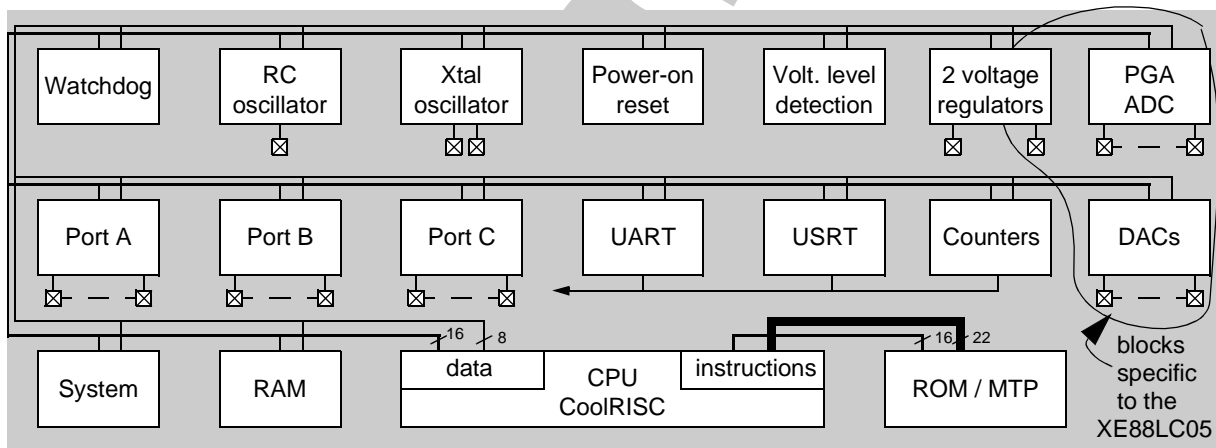 Watchdog
RC
oscillator
Xtal
oscillator
Power-on
reset
Volt. level
detection
2 voltage
regulators
PGA
ADC
Port A
Port B
Port C
UART
USRT
Counters
DACs
16
8
16
22
System
RAM
data
CPU
CoolRISC
instructions
ROM / MTP
blocks
specific
to the
XE88LC05